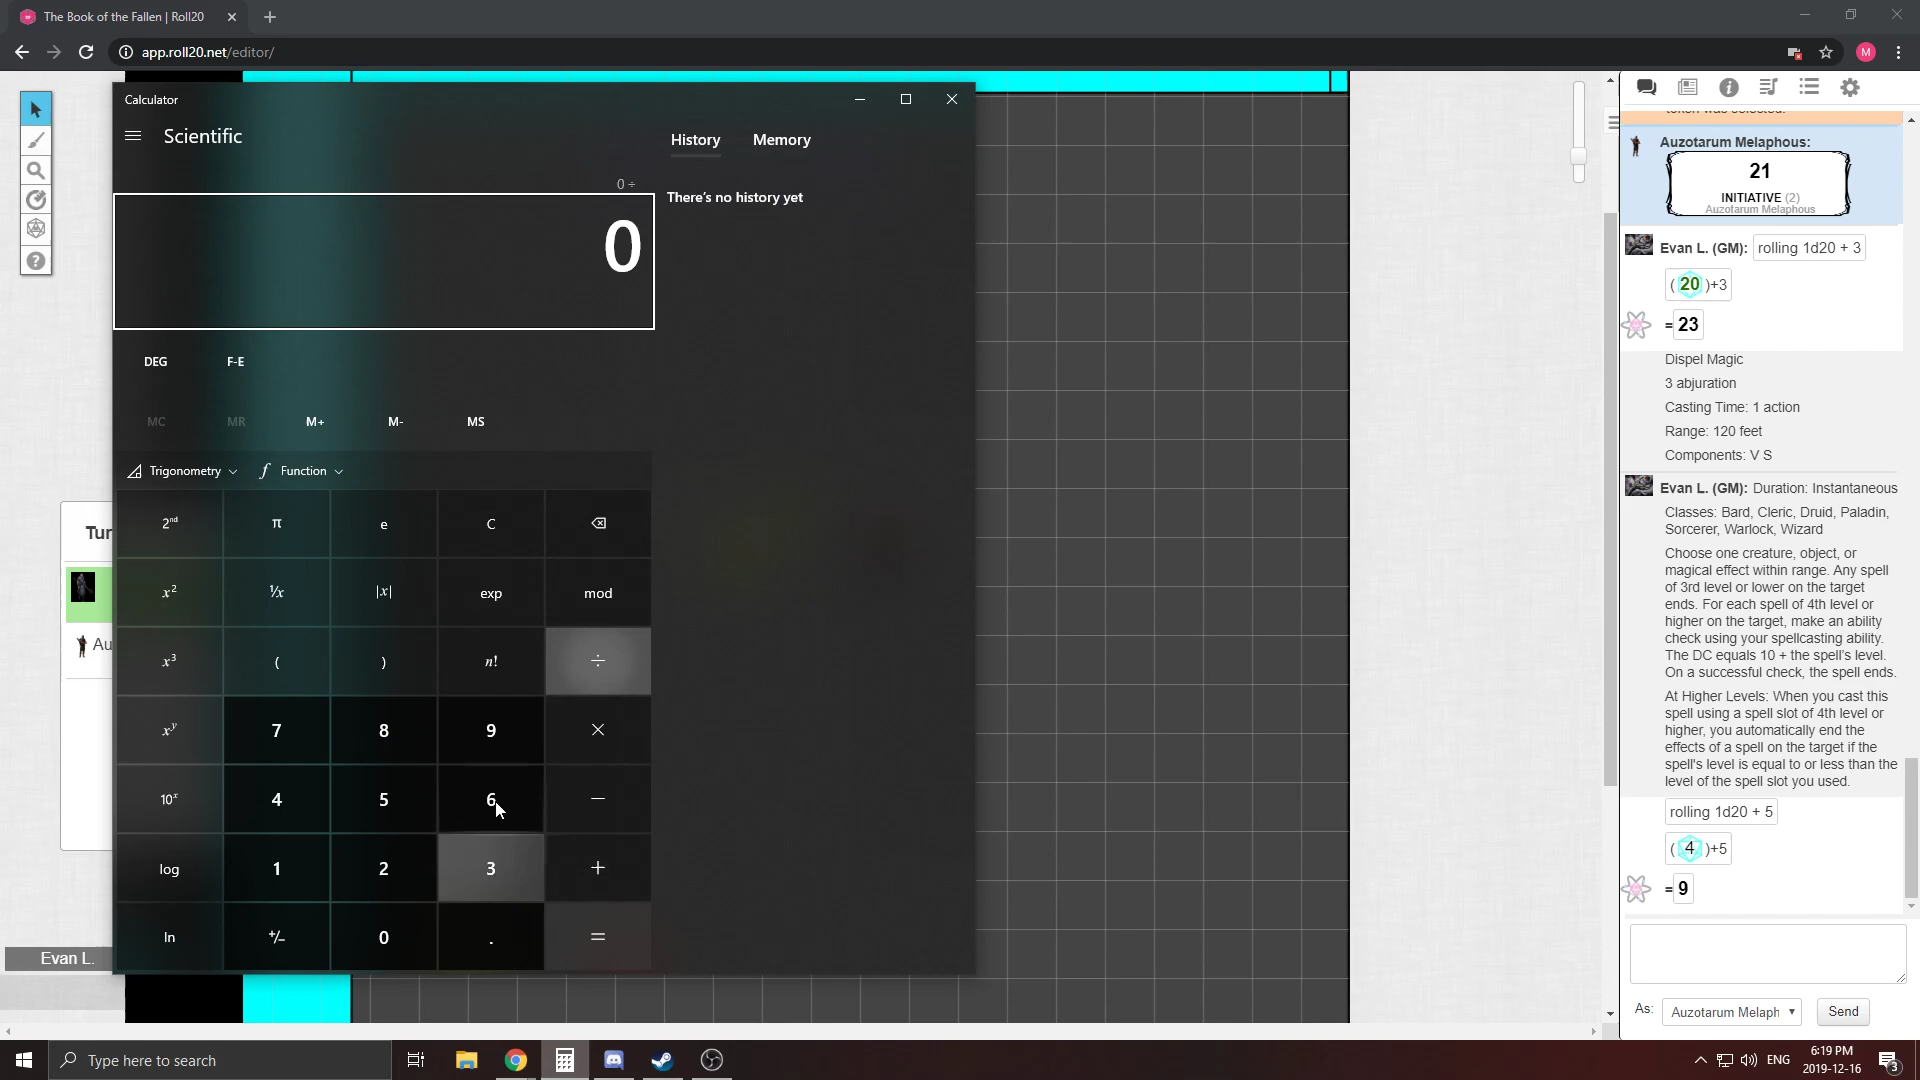 The Book of the Fallen | Roll20
app.roll20.net/editor/
Calculator
Scientific
History
Memory
0 ÷
0
There's no history yet
DEG
F-E
MC
MR
M+
M-
MS
Trigonometry
f Function
2nd
π
e
C
x²
⅟x
|x|
exp
mod
x³
(
)
n!
÷
xʸ
7
8
9
×
10ˣ
4
5
6
−
log
1
2
3
+
ln
+/-
0
.
=
Tur
Au
Evan L.
token was selected.
Auzotarum Melaphous:
21
INITIATIVE (2)
Auzotarum Melaphous
Evan L. (GM): rolling 1d20 + 3
(20)+3
=23
Dispel Magic
3 abjuration
Casting Time: 1 action
Range: 120 feet
Components: V S
Evan L. (GM): Duration: Instantaneous
Classes: Bard, Cleric, Druid, Paladin,
Sorcerer, Warlock, Wizard
Choose one creature, object, or
magical effect within range. Any spell
of 3rd level or lower on the target
ends. For each spell of 4th level or
higher on the target, make an ability
check using your spellcasting ability.
The DC equals 10 + the spell's level.
On a successful check, the spell ends.
At Higher Levels: When you cast this
spell using a spell slot of 4th level or
higher, you automatically end the
effects of a spell on the target if the
spell's level is equal to or less than the
level of the spell slot you used.
rolling 1d20 + 5
(4)+5
=9
As: Auzotarum Melaph
Send
Type here to search
ENG
6:19 PM
2019-12-16
3
M